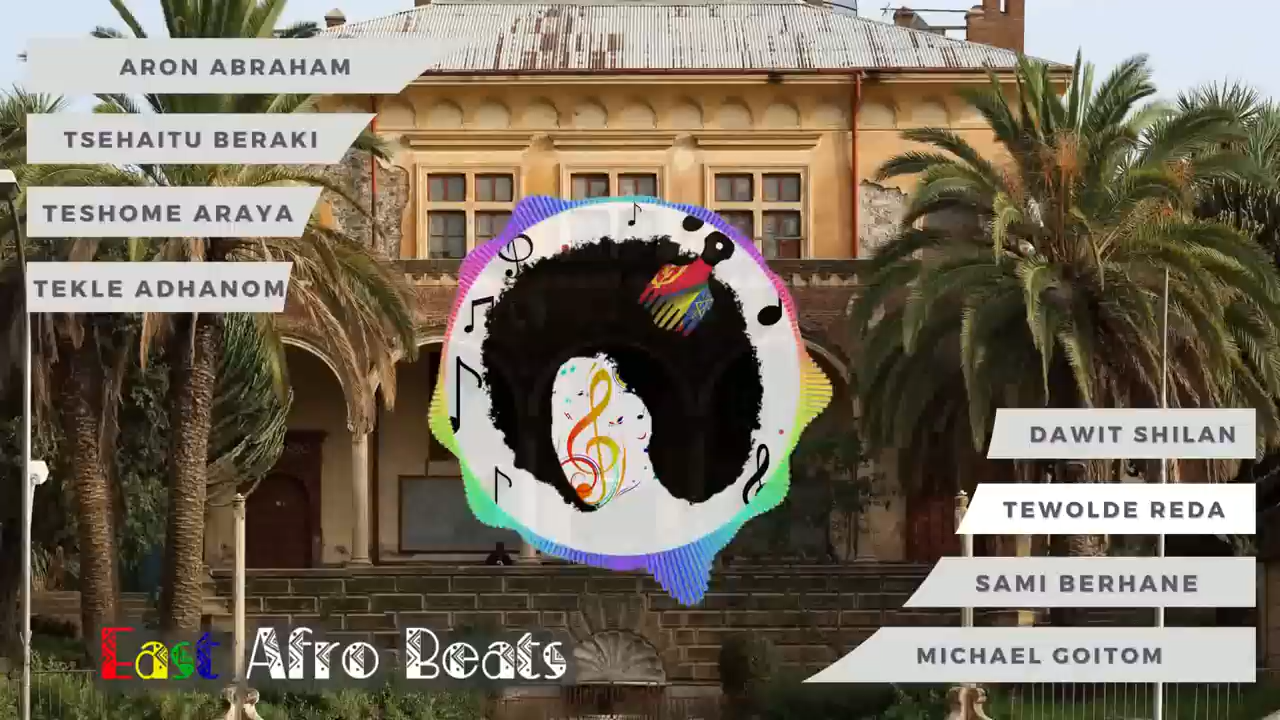 ARON ABRAHAM
TSEHAITU BERAKI
TESHOME ARAYA
TEKLE ADHANOM
DAWIT SHILAN
TEWOLDE REDA
SAMI BERHANE
MICHAEL GOITOM
East Afro Beats